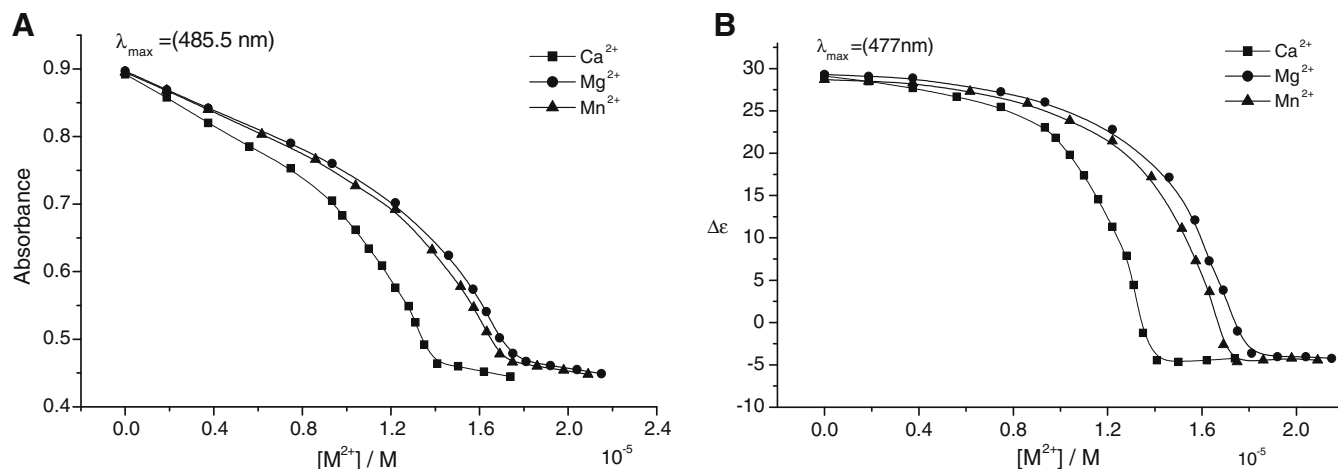 A
λmax =(485.5 nm)
Ca2+
Mg2+
Mn2+
0.9
0.8
0.7
0.6
0.5
0.4
Absorbance
0.0 0.4 0.8 1.2 1.6 2.0 2.4
[M2+] / M
10-5
B
λmax =(477nm)
Ca2+
Mg2+
Mn2+
30
25
20
15
10
5
0
-5
-10
Δε
0.0 0.4 0.8 1.2 1.6 2.0
[M2+] / M
10-5